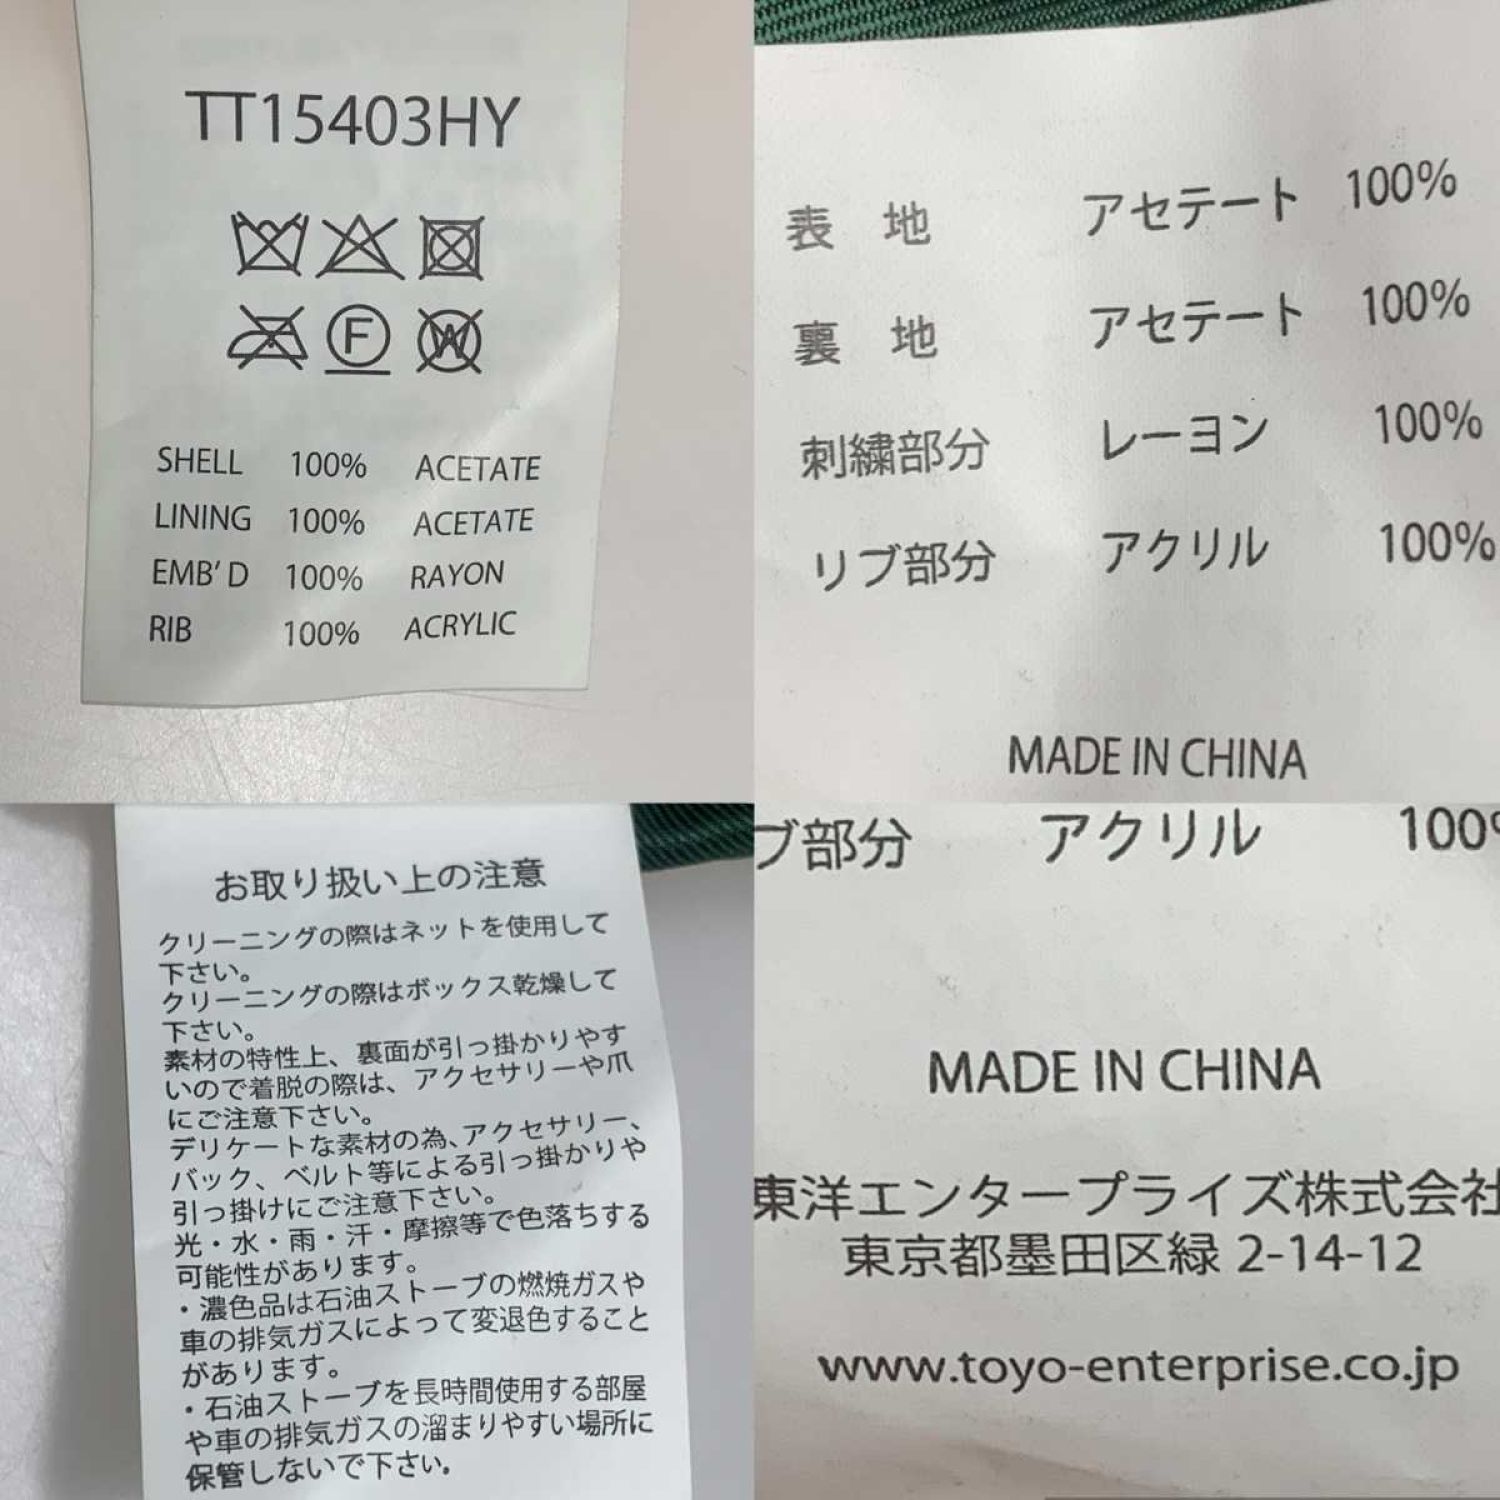 TT15403HY
F
W
SHELL 100% ACETATE
LINING 100% ACETATE
EMB'D 100% RAYON
RIB 100% ACRYLIC
表 地 アセテート 100%
裏 地 アセテート 100%
刺繍部分 レーヨン 100%
リブ部分 アクリル 100%
MADE IN CHINA
お取り扱い上の注意
クリーニングの際はネットを使用して
下さい。
クリーニングの際はボックス乾燥して
下さい。
素材の特性上、裏面が引っ掛かりやす
いので着脱の際は、アクセサリーや爪
にご注意下さい。
デリケートな素材の為、アクセサリー、
バック、ベルト等による引っ掛かりや
引っ掛けにご注意下さい。
光・水・雨・汗・摩擦等で色落ちする
可能性があります。
・濃色品は石油ストーブの燃焼ガスや
車の排気ガスによって変退色すること
があります。
・石油ストーブを長時間使用する部屋
や車の排気ガスの溜まりやすい場所に
保管しないで下さい。
ブ部分 アクリル 100%
MADE IN CHINA
東洋エンタープライズ株式会社
東京都墨田区緑 2-14-12
www.toyo-enterprise.co.jp